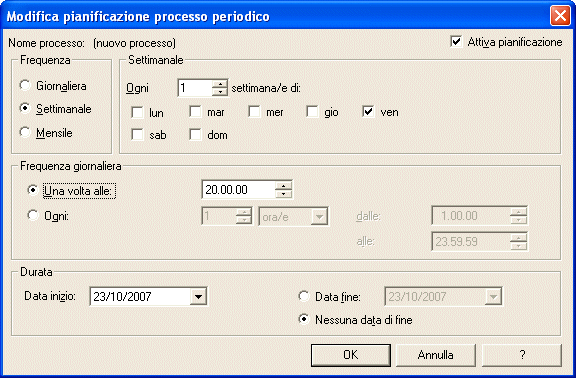 Modifica pianificazione processo periodico
Nome processo: (nuovo processo)
Attiva pianificazione
Frequenza
Giornaliera
Settimanale
Mensile
Settimanale
Ogni 1 settimana/e di:
lun mar mer gio ven
sab dom
Frequenza giornaliera
Una volta alle: 20.00.00
Ogni: 1 ora/e dalle: 1.00.00
alle: 23.59.59
Durata
Data inizio: 23/10/2007
Data fine: 23/10/2007
Nessuna data di fine
OK Annulla ?